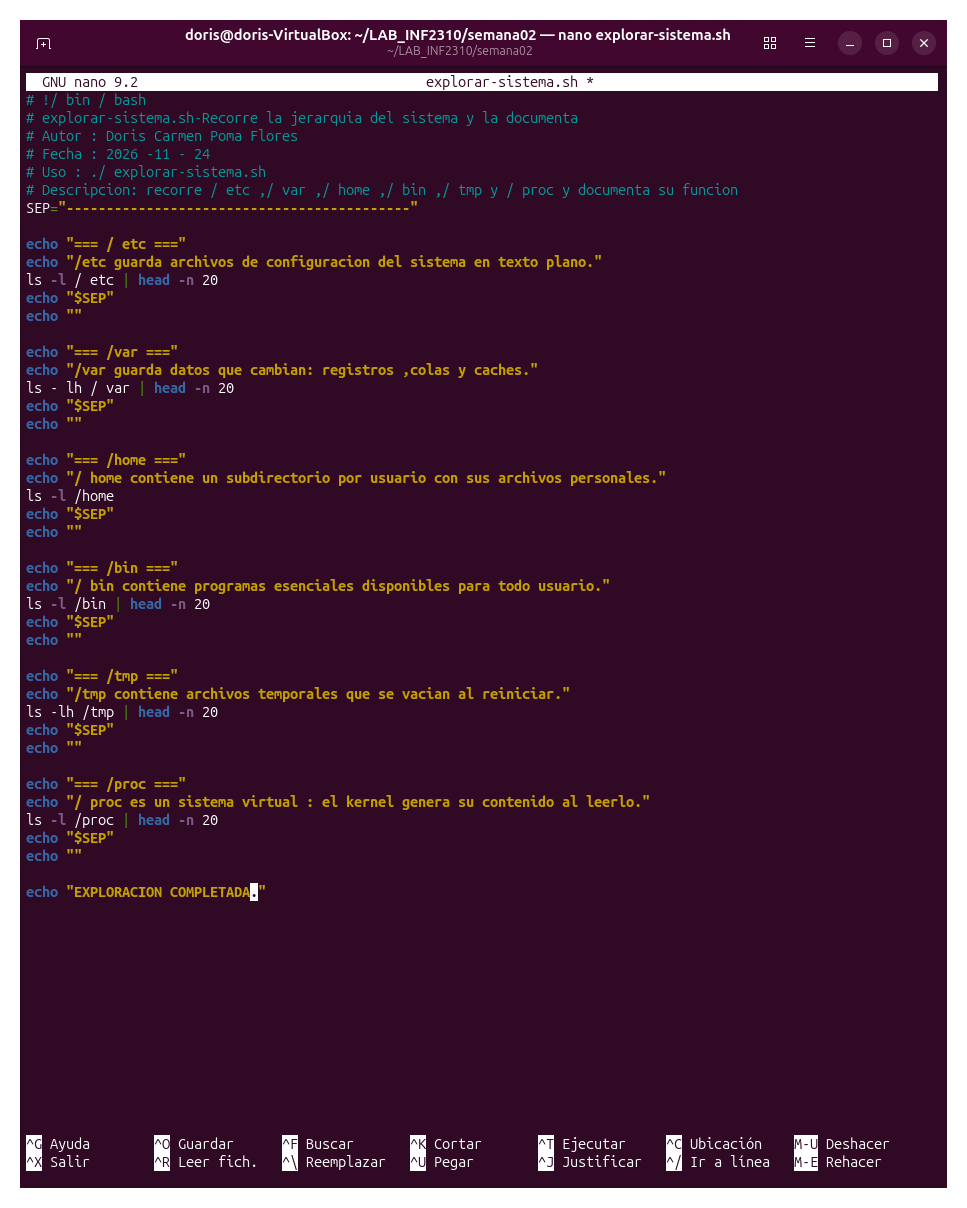 doris@doris-VirtualBox: ~/LAB_INF2310/semana02 — nano explorar-sistema.sh
~/LAB_INF2310/semana02
GNU nano 9.2 explorar-sistema.sh *
# !/ bin / bash
# explorar-sistema.sh-Recorre la jerarquia del sistema y la documenta
# Autor : Doris Carmen Poma Flores
# Fecha : 2026 -11 - 24
# Uso : ./ explorar-sistema.sh
# Descripcion: recorre / etc ,/ var ,/ home ,/ bin ,/ tmp y / proc y documenta su funcion
SEP="-------------------------------------------"
echo "=== / etc ==="
echo "/etc guarda archivos de configuracion del sistema en texto plano."
ls -l / etc | head -n 20
echo "$SEP"
echo ""
echo "=== /var ==="
echo "/var guarda datos que cambian: registros ,colas y caches."
ls - lh / var | head -n 20
echo "$SEP"
echo ""
echo "=== /home ==="
echo "/ home contiene un subdirectorio por usuario con sus archivos personales."
ls -l /home
echo "$SEP"
echo ""
echo "=== /bin ==="
echo "/ bin contiene programas esenciales disponibles para todo usuario."
ls -l /bin | head -n 20
echo "$SEP"
echo ""
echo "=== /tmp ==="
echo "/tmp contiene archivos temporales que se vacian al reiniciar."
ls -lh /tmp | head -n 20
echo "$SEP"
echo ""
echo "=== /proc ==="
echo "/ proc es un sistema virtual : el kernel genera su contenido al leerlo."
ls -l /proc | head -n 20
echo "$SEP"
echo ""
echo "EXPLORACION COMPLETADA."
^G Ayuda ^O Guardar ^F Buscar ^K Cortar ^T Ejecutar ^C Ubicación M-U Deshacer
^X Salir ^R Leer fich. ^\ Reemplazar ^U Pegar ^J Justificar ^/ Ir a línea M-E Rehacer